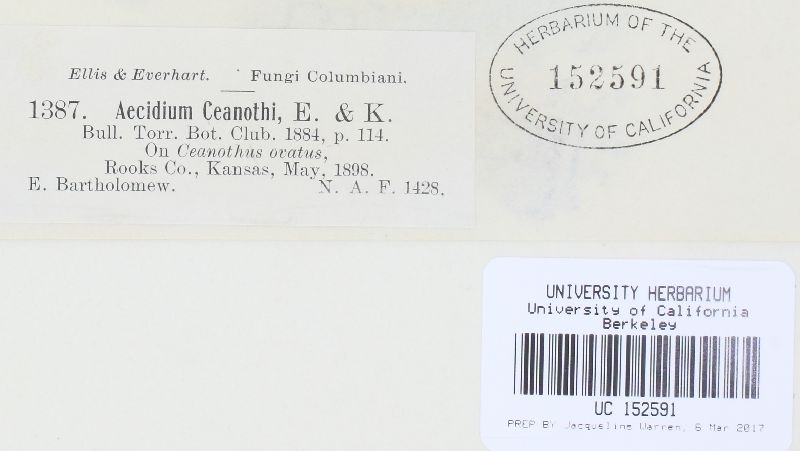 Ellis & Everhart. Fungi Columbiani.
1387. Aecidium Ceanothi, E. & K.
Bull. Torr. Bot. Club. 1884, p. 114.
On Ceanothus ovatus,
Rooks Co., Kansas, May, 1898.
E. Bartholomew. N. A. F. 1428.
HERBARIUM OF THE
152591
UNIVERSITY OF CALIFORNIA
UNIVERSITY HERBARIUM
University of California
Berkeley
UC 152591
PREP BY Jacqueline Warren, 6 Mar 2017